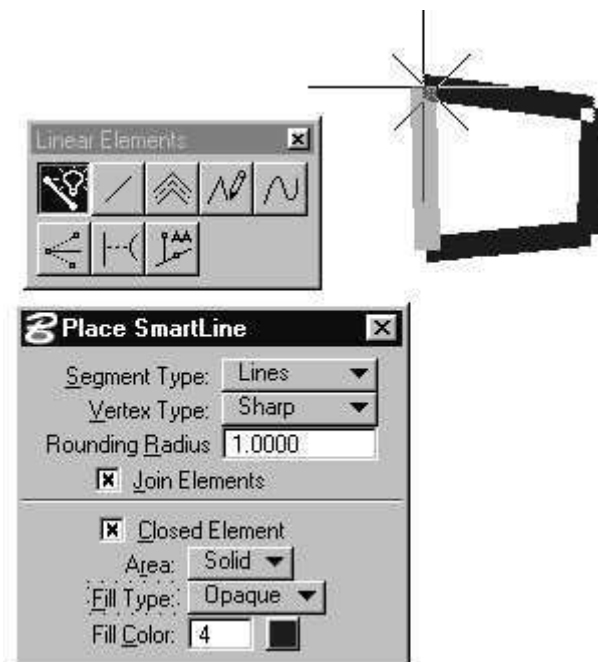 Linear Elements
Place SmartLine
Segment Type: Lines
Vertex Type: Sharp
Rounding Radius 1.0000
Join Elements
Closed Element
Area: Solid
Fill Type: Opaque
Fill Color: 4